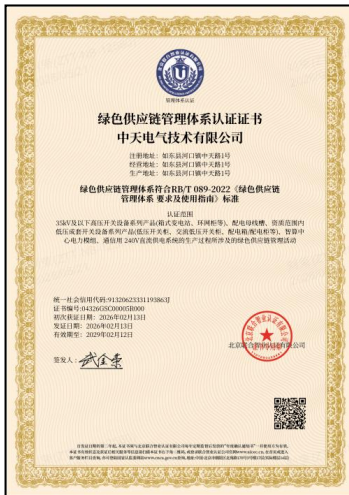 管理体系认证
绿色供应链管理体系认证证书
中天电气技术有限公司
注册地址：如东县河口镇中天路1号
经营地址：如东县河口镇中天路1号
生产地址：如东县河口镇中天路1号
绿色供应链管理体系符合RB/T 089-2022《绿色供应链
管理体系 要求及使用指南》标准
认证范围
35kV及以下高压开关设备系列产品(箱式变电站、环网柜等)、配电母线槽、资质范围内
低压成套开关设备系列产品(低压开关柜、交流低压开关柜、配电箱/配电柜等)、智算中
心电力模组、通信用 240V直流供电系统的生产过程所涉及的绿色供应链管理活动
统一社会信用代码:91320623331193863J
证书编号:04326GSC00005R000
初次获证日期：2026年02月13日
发证日期：2026年02月13日
有效期至：2029年02月12日
签发人：